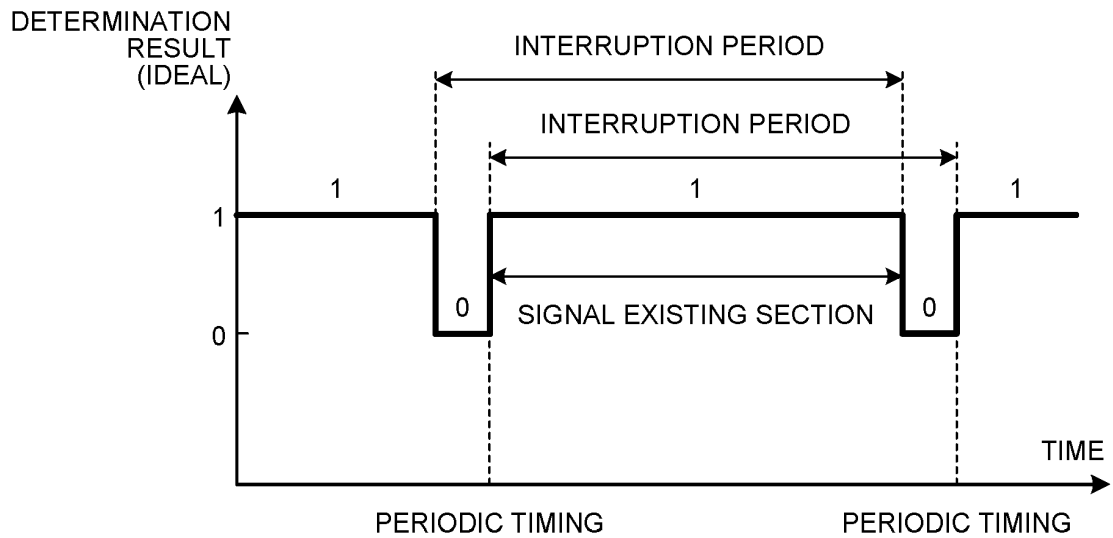 DETERMINATION
RESULT
(IDEAL)
INTERRUPTION PERIOD
INTERRUPTION PERIOD
1
1
1
1
0
0
SIGNAL EXISTING SECTION
0
TIME
PERIODIC TIMING
PERIODIC TIMING